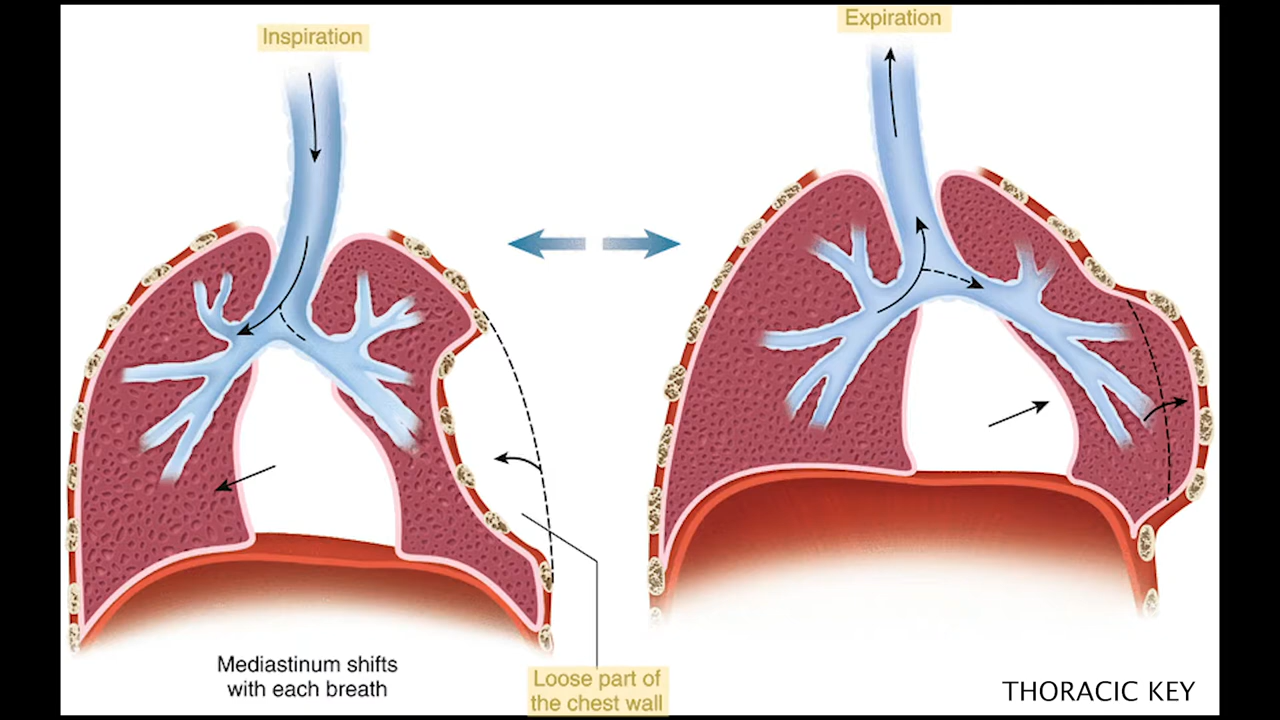 Inspiration
Expiration
Mediastinum shifts
with each breath
Loose part of
the chest wall
THORACIC KEY